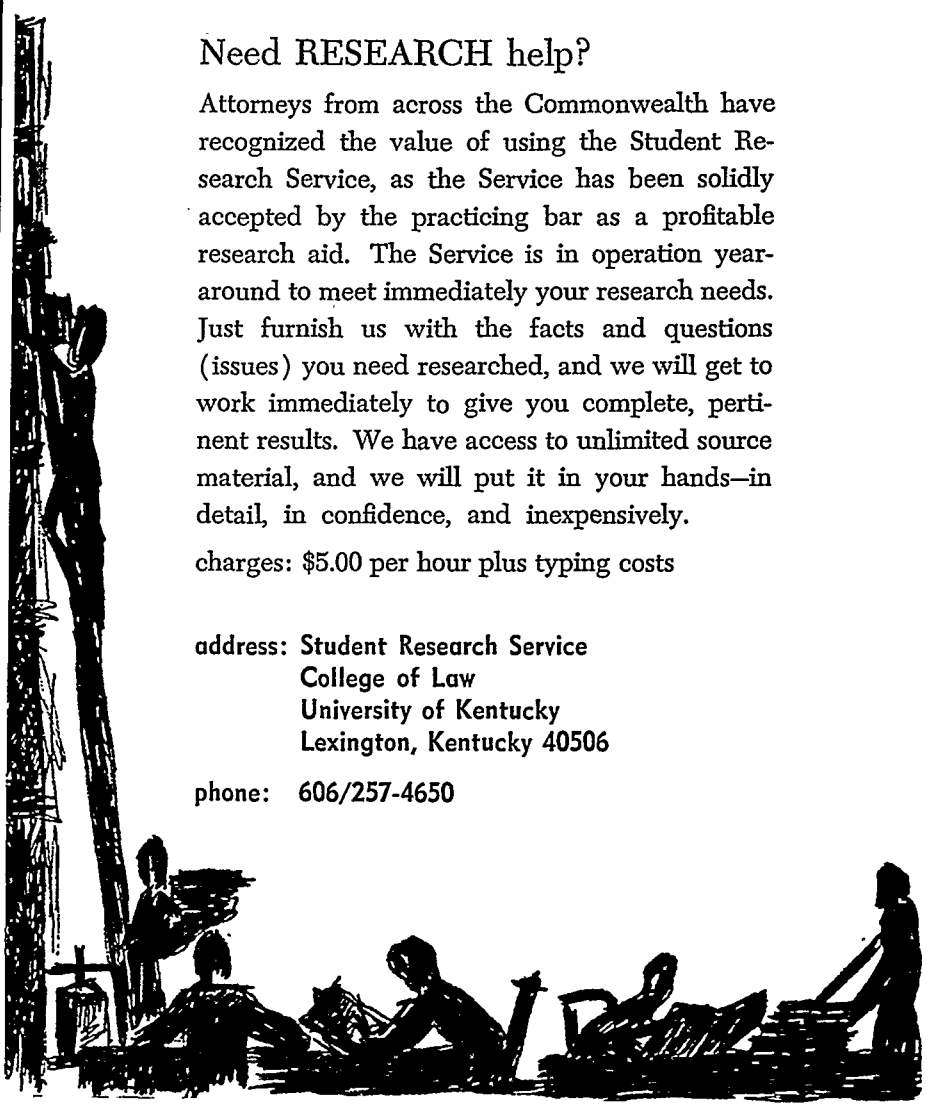 Need RESEARCH help?
Attorneys from across the Commonwealth have
recognized the value of using the Student Re-
search Service, as the Service has been solidly
accepted by the practicing bar as a profitable
research aid. The Service is in operation year-
around to meet immediately your research needs.
Just furnish us with the facts and questions
(issues) you need researched, and we will get to
work immediately to give you complete, perti-
nent results. We have access to unlimited source
material, and we will put it in your hands—in
detail, in confidence, and inexpensively.
charges: $5.00 per hour plus typing costs
address: Student Research Service
College of Law
University of Kentucky
Lexington, Kentucky 40506
phone: 606/257-4650